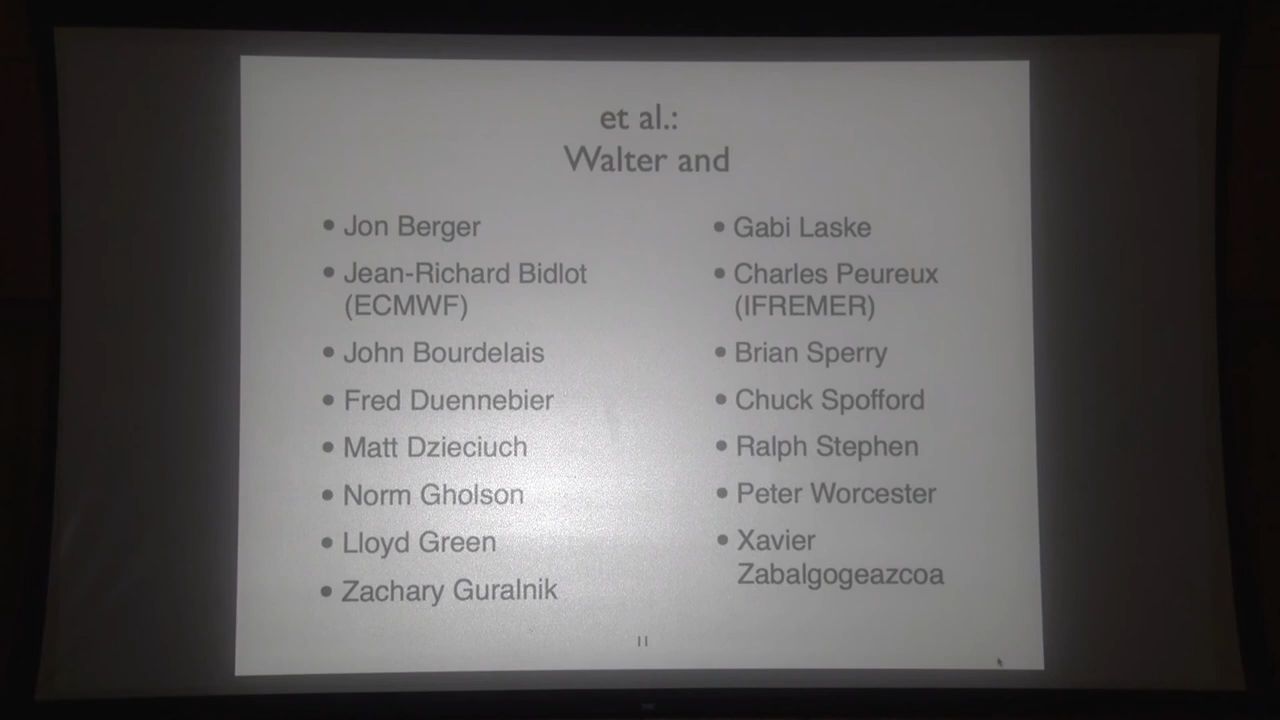 et al.:
Walter and
• Jon Berger
• Jean-Richard Bidlot
(ECMWF)
• John Bourdelais
• Fred Duennebier
• Matt Dzieciuch
• Norm Gholson
• Lloyd Green
• Zachary Guralnik
• Gabi Laske
• Charles Peureux
(IFREMER)
• Brian Sperry
• Chuck Spofford
• Ralph Stephen
• Peter Worcester
• Xavier
Zabalgogeazcoa
11